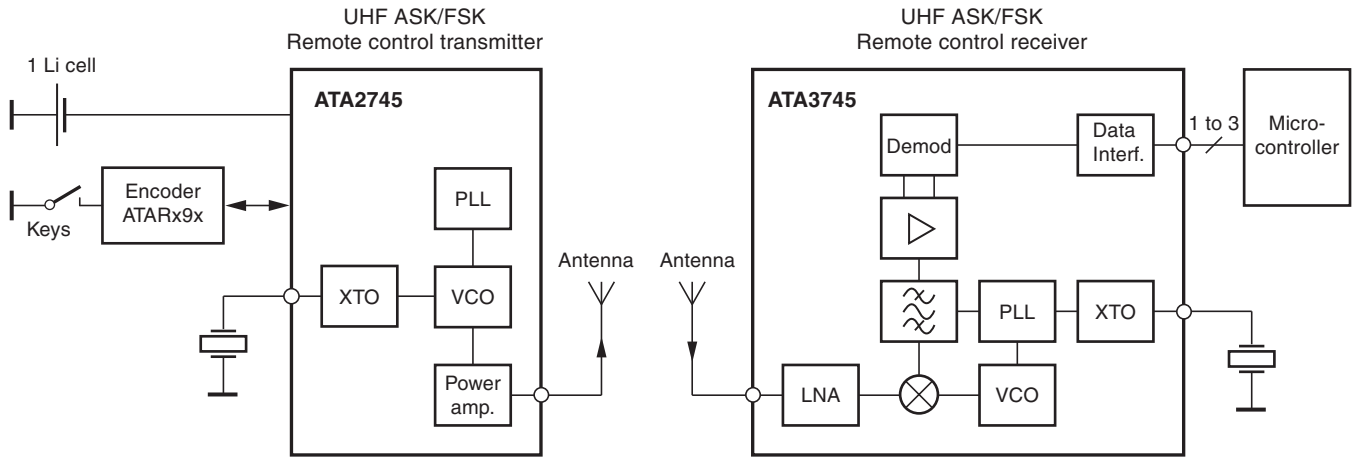 UHF ASK/FSK
Remote control transmitter
1 Li cell
ATA2745
Encoder
ATARx9x
Keys
PLL
XTO
VCO
Power
amp.
Antenna
UHF ASK/FSK
Remote control receiver
Antenna
ATA3745
Demod
Data
Interf.
1 to 3
Micro-
controller
PLL
XTO
LNA
VCO